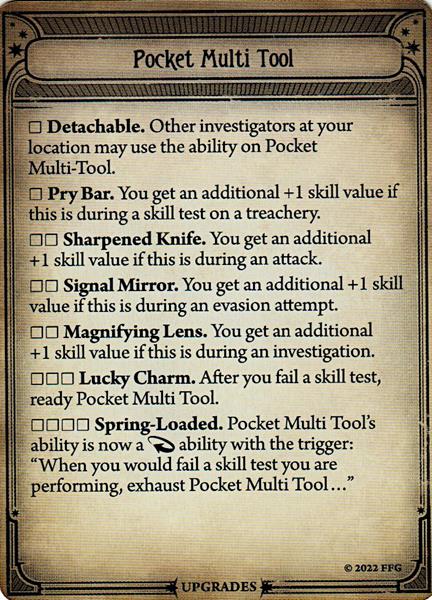 Pocket Multi Tool
□ Detachable. Other investigators at your
location may use the ability on Pocket
Multi-Tool.
□ Pry Bar. You get an additional +1 skill value if
this is during a skill test on a treachery.
□□ Sharpened Knife. You get an additional
+1 skill value if this is during an attack.
□□ Signal Mirror. You get an additional +1 skill
value if this is during an evasion attempt.
□□ Magnifying Lens. You get an additional
+1 skill value if this is during an investigation.
□□□ Lucky Charm. After you fail a skill test,
ready Pocket Multi Tool.
□□□□ Spring-Loaded. Pocket Multi Tool's
ability is now a ability with the trigger:
“When you would fail a skill test you are
performing, exhaust Pocket Multi Tool…”
© 2022 FFG
UPGRADES